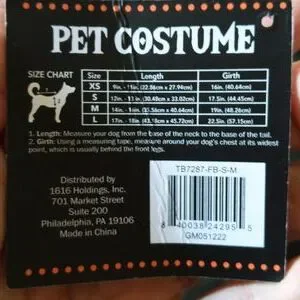 PET COSTUME
SIZE CHART
Size Length Girth
XS 9in. - 11in. (22.86cm x 27.94cm) 16in. (40.64cm)
S 12in. - 13in. (30.48cm x 33.02cm) 17.5in. (44.45cm)
M 14in. - 16in. (35.56cm x 40.64cm) 19in. (48.26cm)
L 17in. - 18in. (43.18cm x 45.72cm) 22.5in. (57.15cm)
1. Length: Measure your dog from the base of the neck to the base of the tail.
2. Girth: Using a measuring tape, measure around your dog's chest at its widest
point, which is usually behind the front legs.
Distributed by
1616 Holdings, Inc.
701 Market Street
Suite 200
Philadelphia, PA 19106
Made in China
TB7287-FB-S-M
40038 24295 5
GM051222